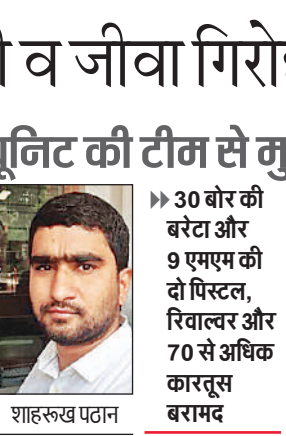 व जीवा गिरो
की टीम से मु
30 बोर की
बरेटा और
9 एमएम की
दो पिस्टल,
रिवाल्वर और
70 से अधिक
कारतूस
बरामद
शाहरूख पठान